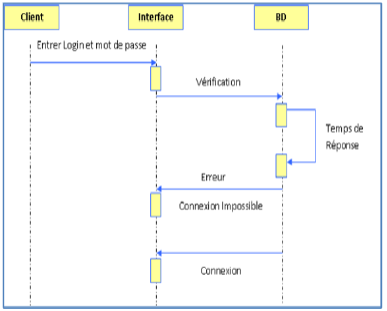 Client
Interface
BD
Entrer Login et mot de passe
Vérification
Temps de
Réponse
Erreur
Connexion Impossible
Connexion